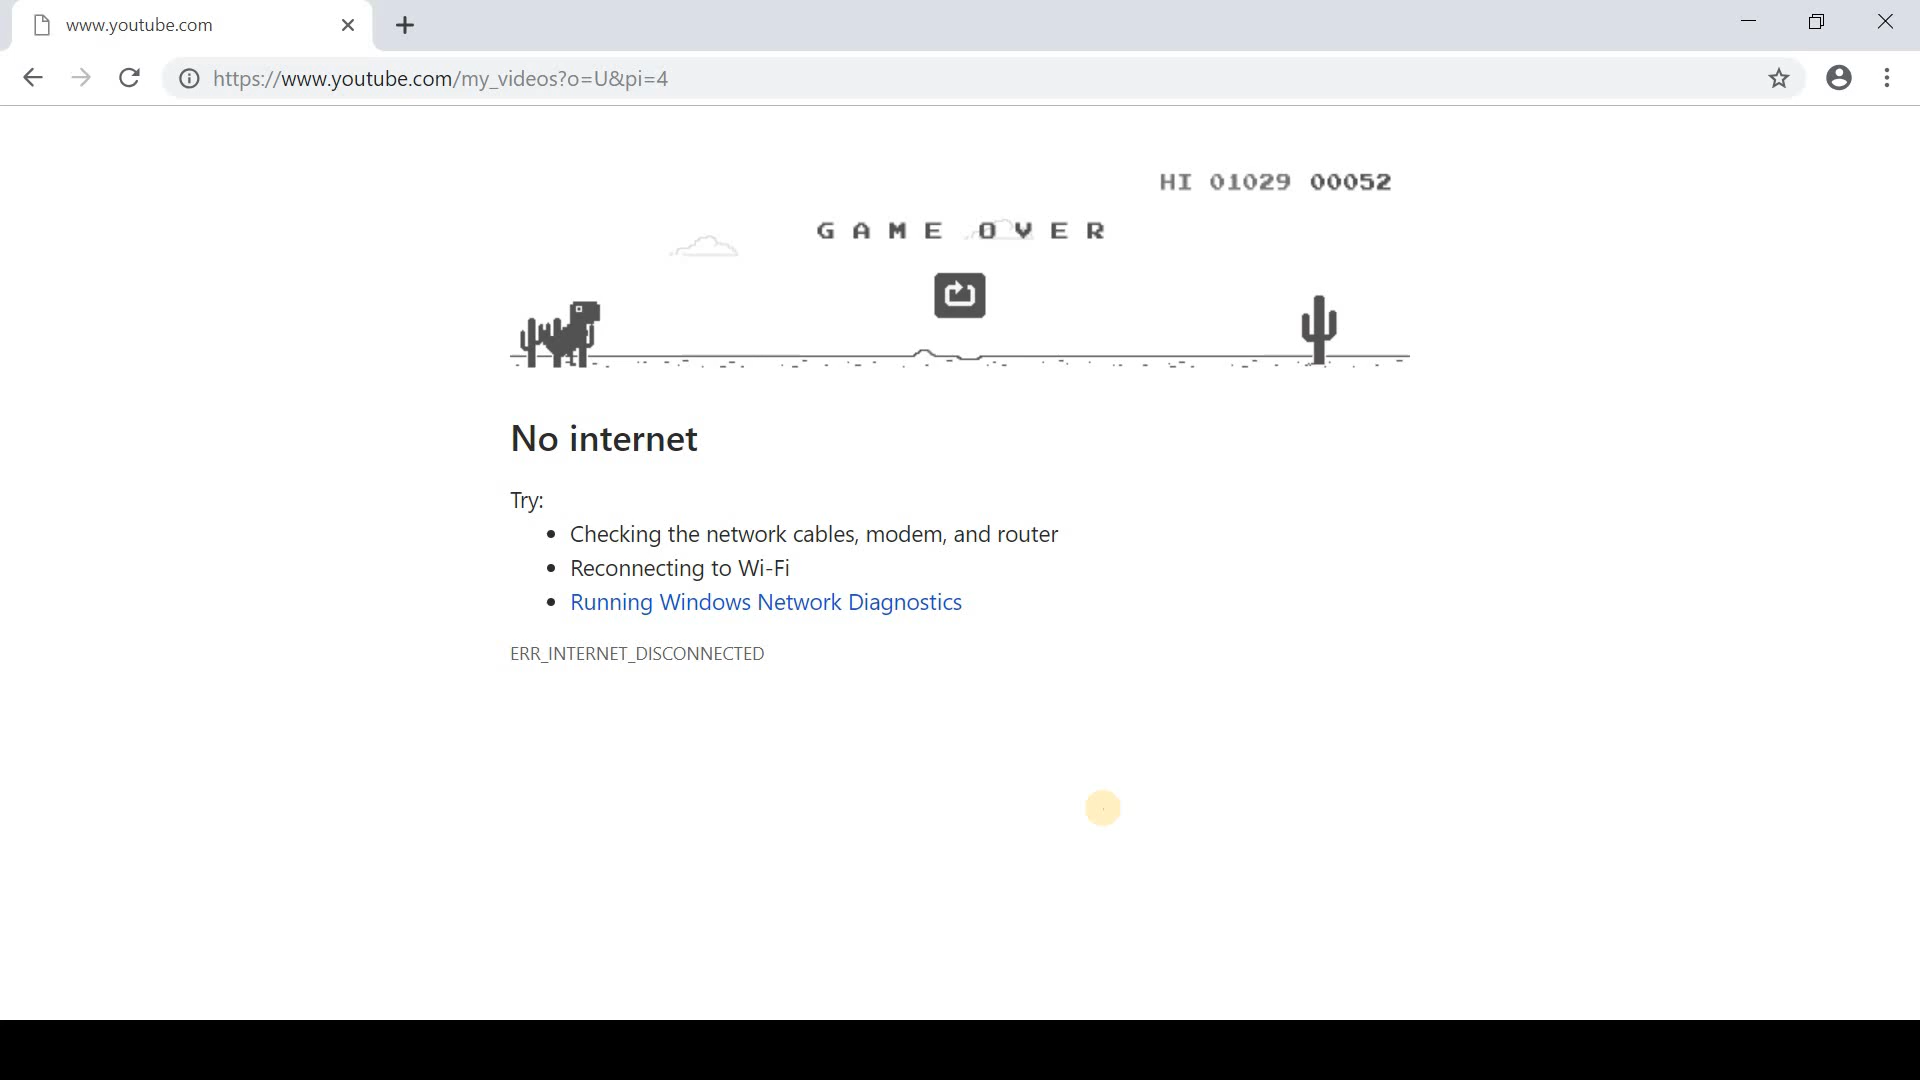 www.youtube.com
https://www.youtube.com/my_videos?o=U&pi=4
HI 01029 00052
GAME OVER
No internet
Try:
Checking the network cables, modem, and router
Reconnecting to Wi-Fi
Running Windows Network Diagnostics
ERR_INTERNET_DISCONNECTED